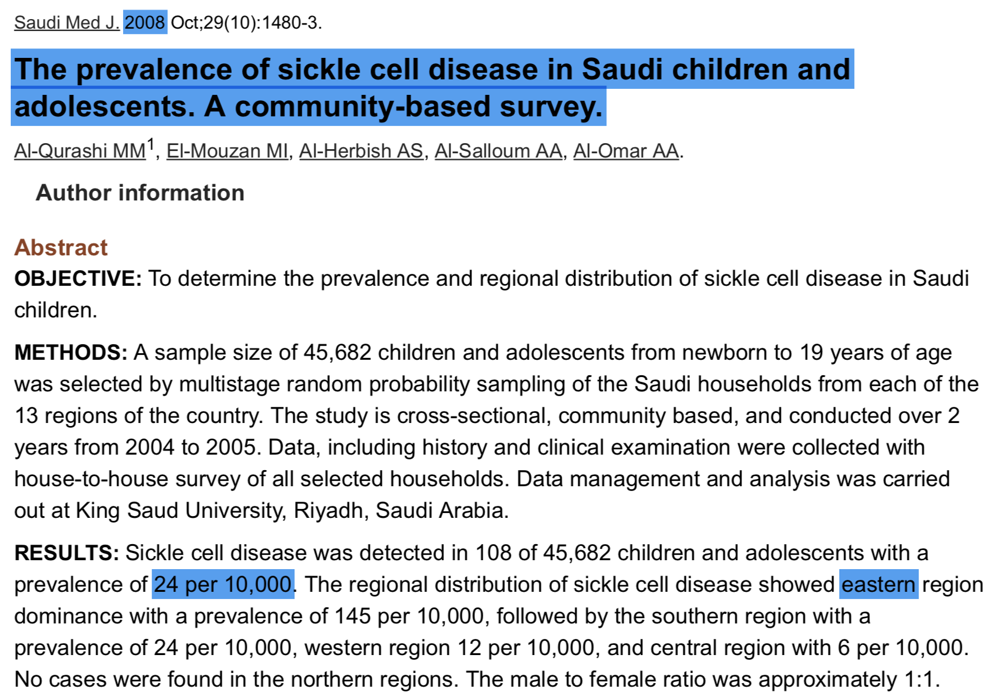 Saudi Med J. 2008 Oct;29(10):1480-3.
The prevalence of sickle cell disease in Saudi children and
adolescents. A community-based survey.
Al-Qurashi MM1, El-Mouzan MI, Al-Herbish AS, Al-Salloum AA, Al-Omar AA.
Author information
Abstract
OBJECTIVE: To determine the prevalence and regional distribution of sickle cell disease in Saudi
children.
METHODS: A sample size of 45,682 children and adolescents from newborn to 19 years of age
was selected by multistage random probability sampling of the Saudi households from each of the
13 regions of the country. The study is cross-sectional, community based, and conducted over 2
years from 2004 to 2005. Data, including history and clinical examination were collected with
house-to-house survey of all selected households. Data management and analysis was carried
out at King Saud University, Riyadh, Saudi Arabia.
RESULTS: Sickle cell disease was detected in 108 of 45,682 children and adolescents with a
prevalence of 24 per 10,000. The regional distribution of sickle cell disease showed eastern region
dominance with a prevalence of 145 per 10,000, followed by the southern region with a
prevalence of 24 per 10,000, western region 12 per 10,000, and central region with 6 per 10,000.
No cases were found in the northern regions. The male to female ratio was approximately 1:1.